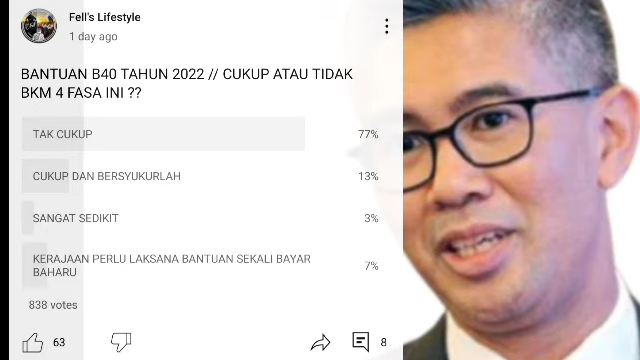 Fell's Lifestyle
1 day ago
BANTUAN B40 TAHUN 2022 // CUKUP ATAU TIDAK
BKM 4 FASA INI ??
TAK CUKUP 77%
CUKUP DAN BERSYUKURLAH 13%
SANGAT SEDIKIT 3%
KERAJAAN PERLU LAKSANA BANTUAN SEKALI BAYAR
BAHARU 7%
838 votes
63 8